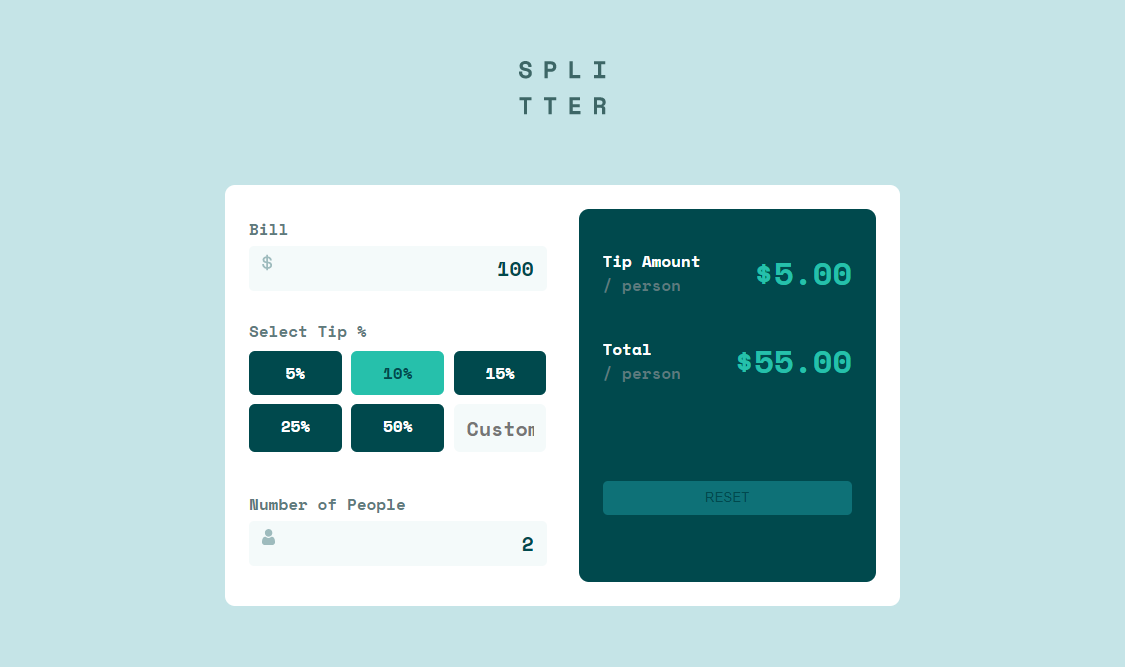 SPLI
TTER
Bill
$
100
Select Tip %
5%
10%
15%
25%
50%
Custom
Number of People
2
Tip Amount
/ person
$5.00
Total
/ person
$55.00
RESET